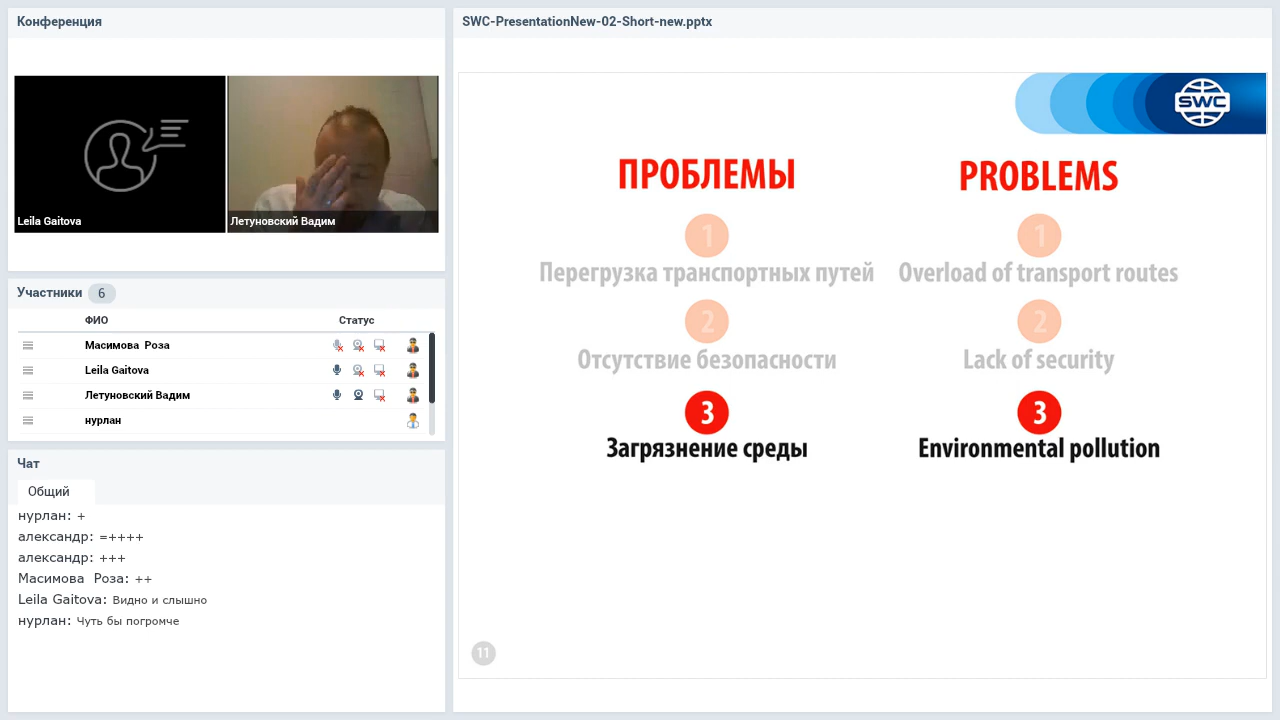 Конференция
Leila Gaitova
Летуновский Вадим
Участники 6
ФИО Статус
Масимова Роза
Leila Gaitova
Летуновский Вадим
нурлан
Чат
Общий
нурлан: +
александр: =++++
александр: +++
Масимова Роза: ++
Leila Gaitova: Видно и слышно
нурлан: Чуть бы погромче
SWC-PresentationNew-02-Short-new.pptx
SWC
ПРОБЛЕМЫ
1
Перегрузка транспортных путей
2
Отсутствие безопасности
3
Загрязнение среды
PROBLEMS
1
Overload of transport routes
2
Lack of security
3
Environmental pollution
11